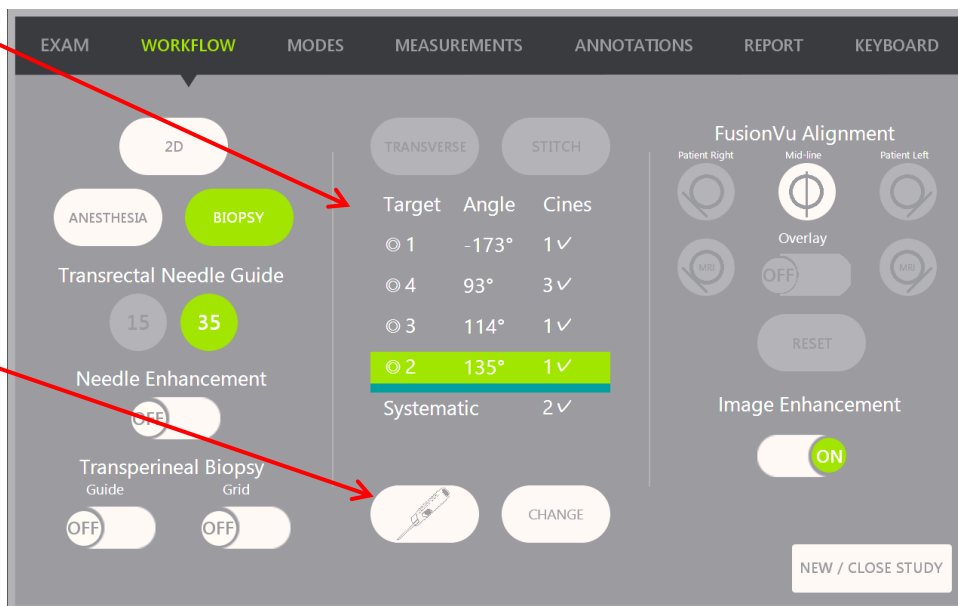 EXAM WORKFLOW MODES MEASUREMENTS ANNOTATIONS REPORT KEYBOARD
2D
ANESTHESIA BIOPSY
Transrectal Needle Guide
15 35
Needle Enhancement
OFF
Transperineal Biopsy
Guide Grid
OFF OFF
TRANSVERSE STITCH
Target Angle Cines
1 -173° 1✓
4 93° 3✓
3 114° 1✓
2 135° 1✓
Systematic 2✓
CHANGE
FusionVu Alignment
Patient Right Mid-line Patient Left
Overlay
MRI OFF MRI
RESET
Image Enhancement
ON
NEW / CLOSE STUDY